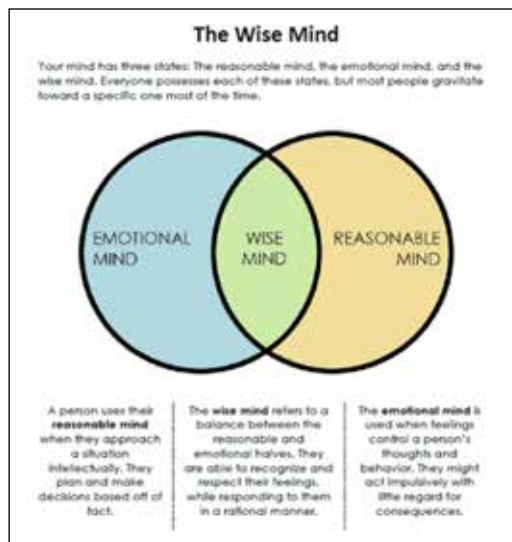 The Wise Mind
Your mind has three states: The reasonable mind, the emotional mind, and the
wise mind. Everyone possesses each of these states, but most people gravitate
toward a specific one most of the time.
EMOTIONAL
MIND
WISE
MIND
REASONABLE
MIND
A person uses their
reasonable mind
when they approach
a situation
intellectually. They
plan and make
decisions based off of
fact.
The wise mind refers to a
balance between the
reasonable and
emotional halves. They
are able to recognize and
respect their feelings,
while responding to them
in a rational manner.
The emotional mind is
used when feelings
control a person's
thoughts and
behavior. They might
act impulsively with
little regard for
consequences.